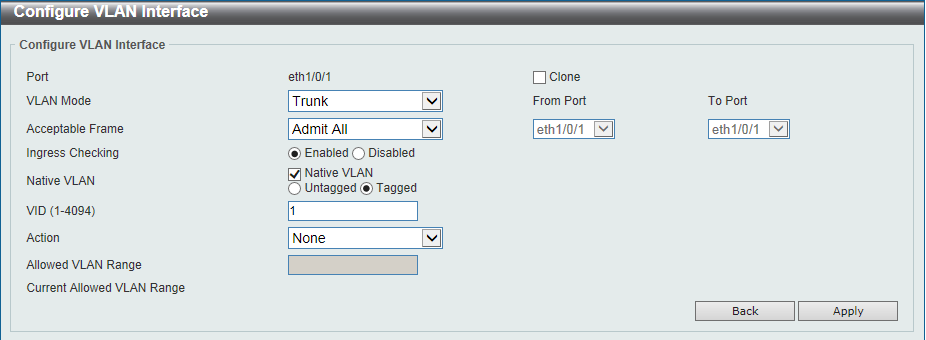 Configure VLAN Interface
Configure VLAN Interface
Port eth1/0/1 Clone
VLAN Mode Trunk From Port To Port
Acceptable Frame Admit All eth1/0/1 eth1/0/1
Ingress Checking Enabled Disabled
Native VLAN Native VLAN
Untagged Tagged
VID (1-4094) 1
Action None
Allowed VLAN Range
Current Allowed VLAN Range
Back Apply